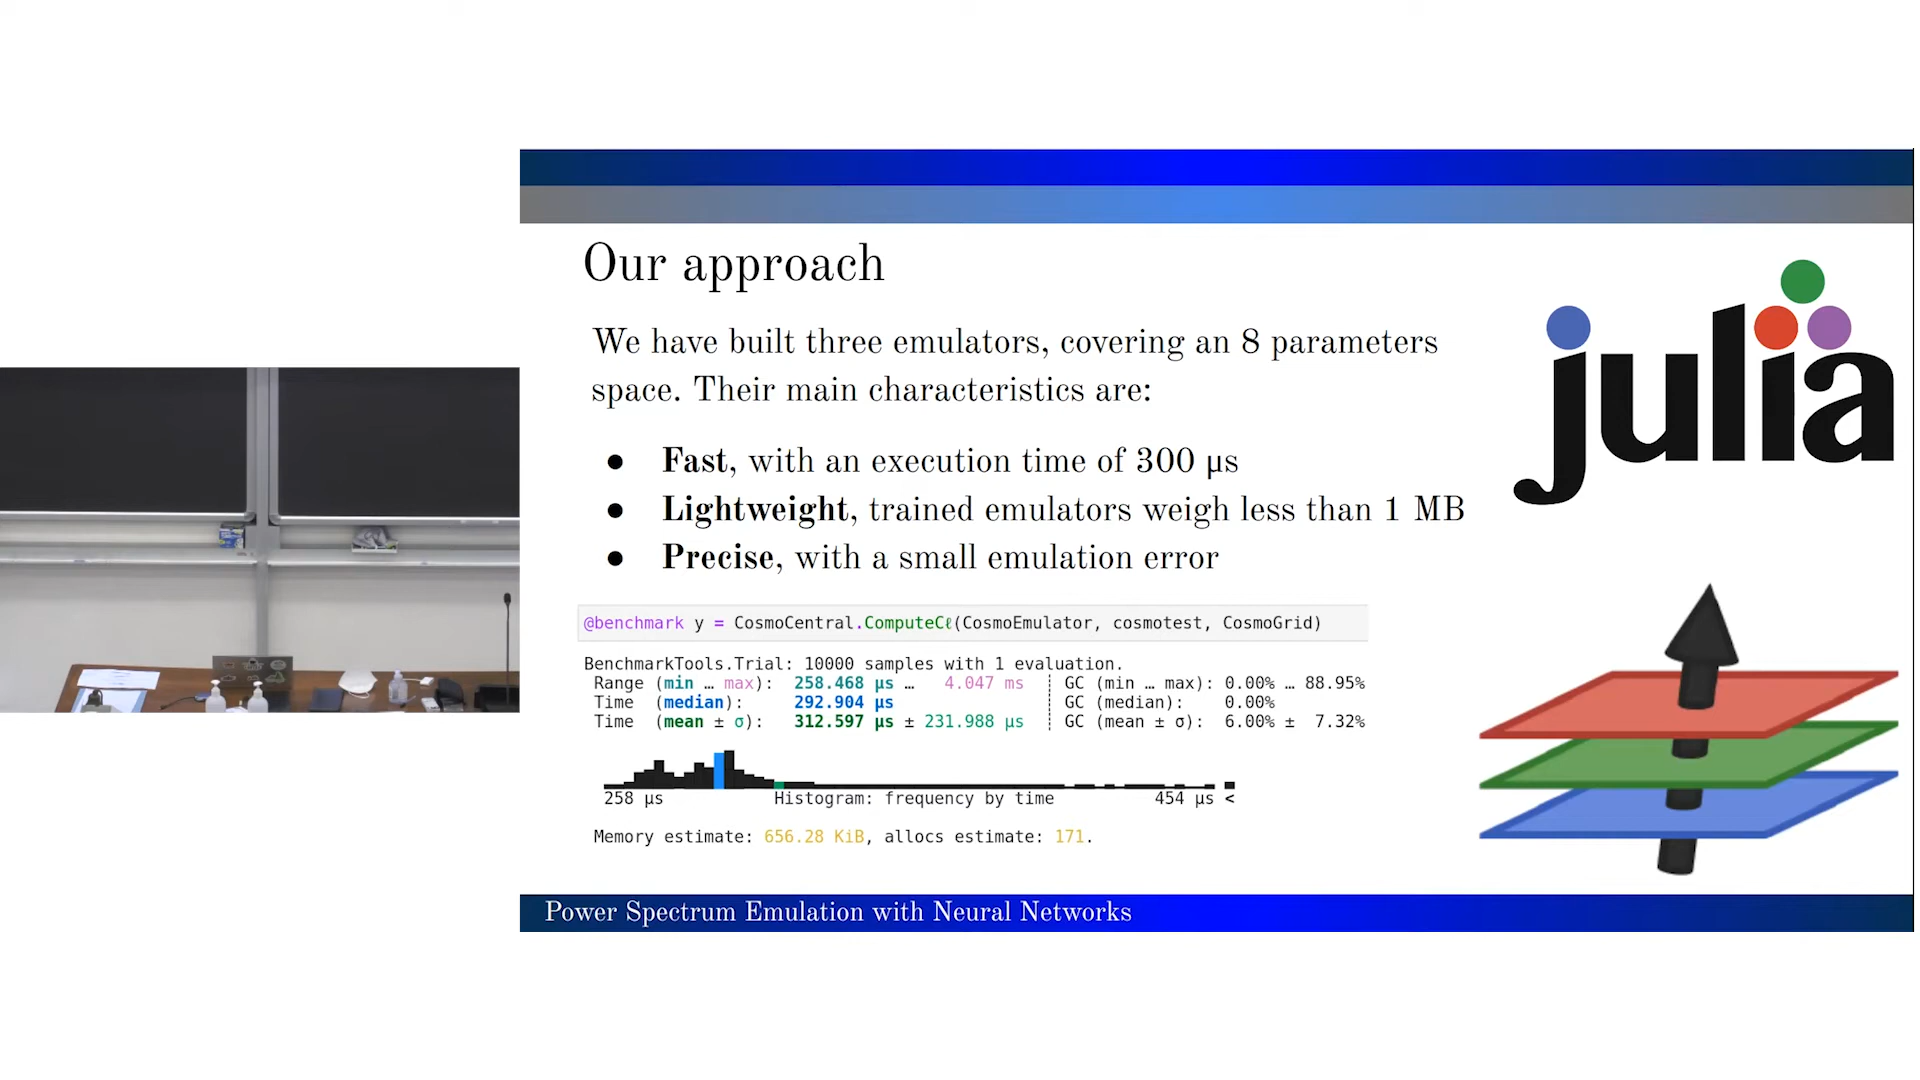 Our approach
julia
We have built three emulators, covering an 8 parameters
space. Their main characteristics are:
● Fast, with an execution time of 300 μs
● Lightweight, trained emulators weigh less than 1 MB
● Precise, with a small emulation error
@benchmark y = CosmoCentral.ComputeCℓ(CosmoEmulator, cosmotest, CosmoGrid)
BenchmarkTools.Trial: 10000 samples with 1 evaluation.
Range (min … max): 258.468 μs … 4.047 ms ┊ GC (min … max): 0.00% … 88.95%
Time (median): 292.904 μs ┊ GC (median): 0.00%
Time (mean ± σ): 312.597 μs ± 231.988 μs ┊ GC (mean ± σ): 6.00% ± 7.32%
258 μs Histogram: frequency by time 454 μs <
Memory estimate: 656.28 KiB, allocs estimate: 171.
Power Spectrum Emulation with Neural Networks